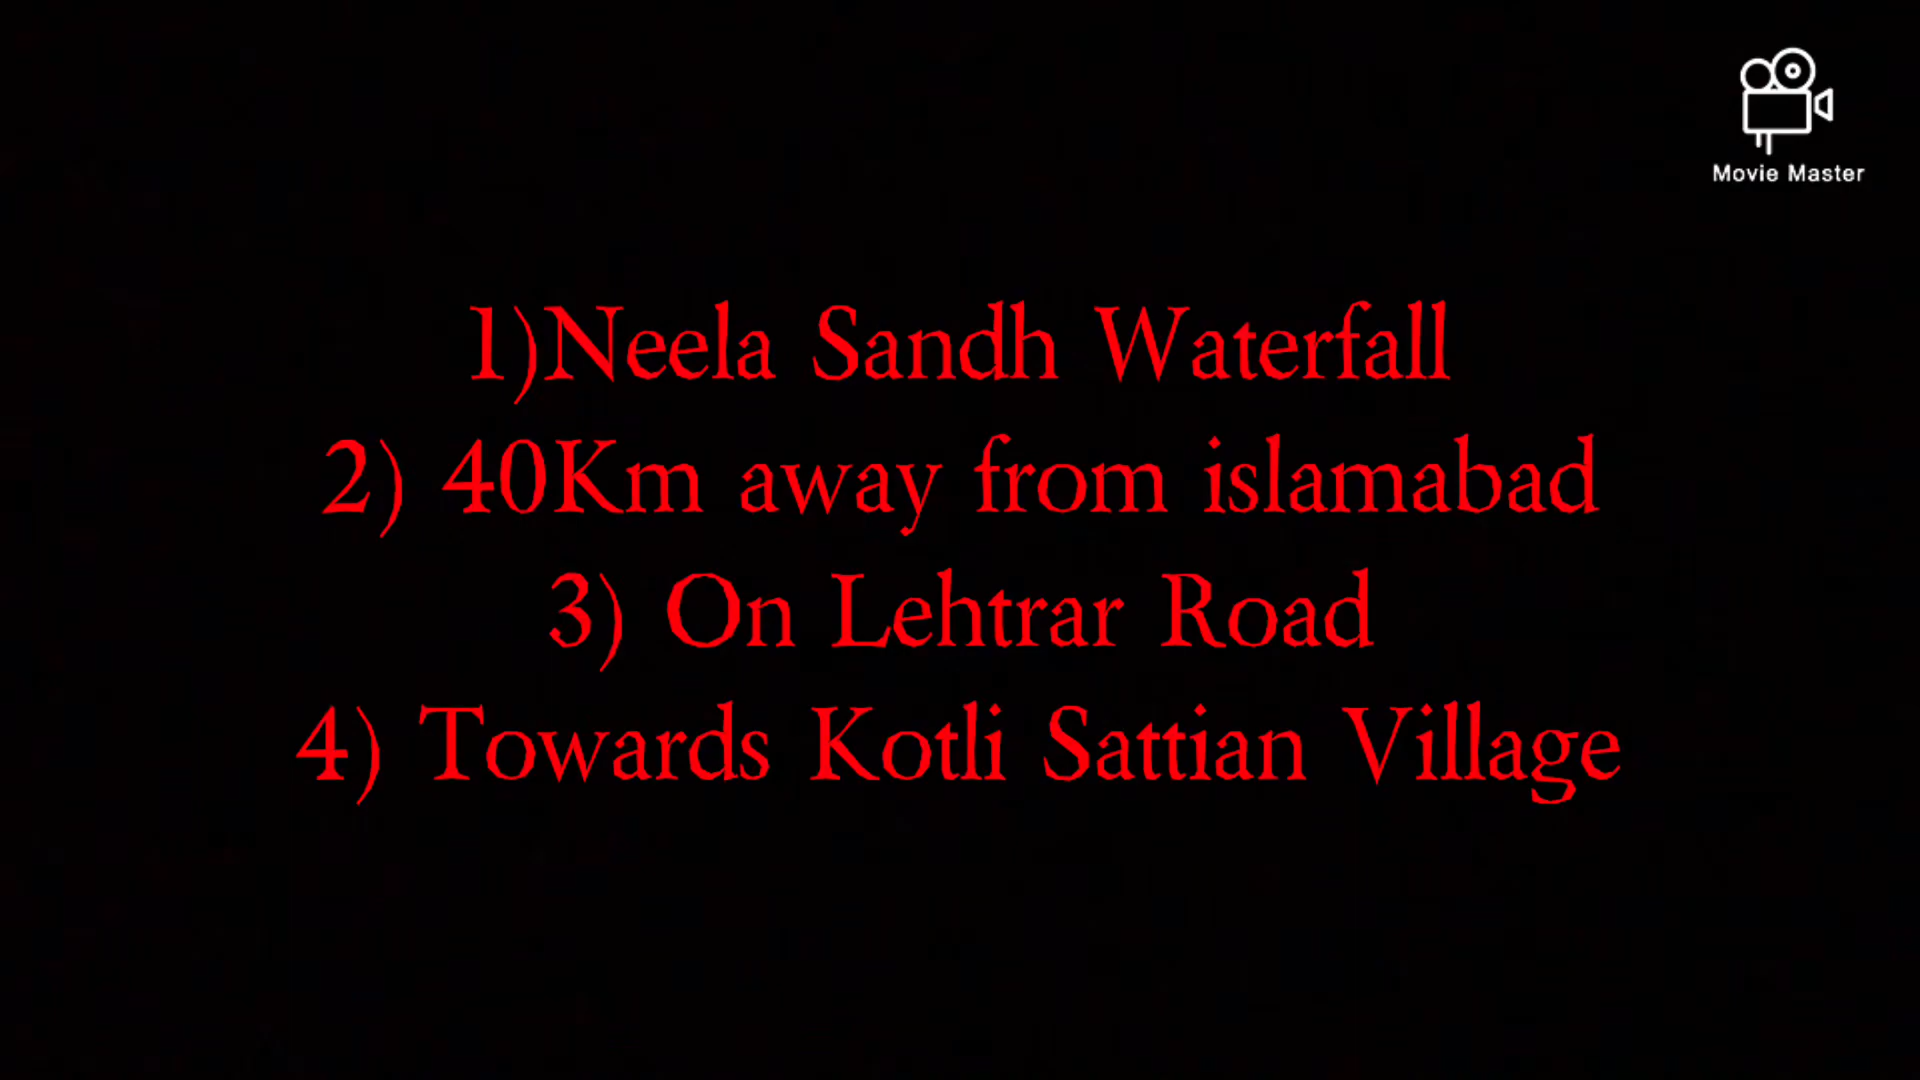 Movie Master
1)Neela Sandh Waterfall
2) 40Km away from islamabad
3) On Lehtrar Road
4) Towards Kotli Sattian Village